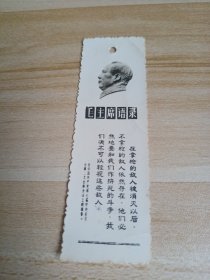 毛主席语录
在拿枪的敌人被消灭以后，
不拿枪的敌人依然存在，他们必
然地要和我们作拚死的斗争，我
们决不可以轻视这些敌人。